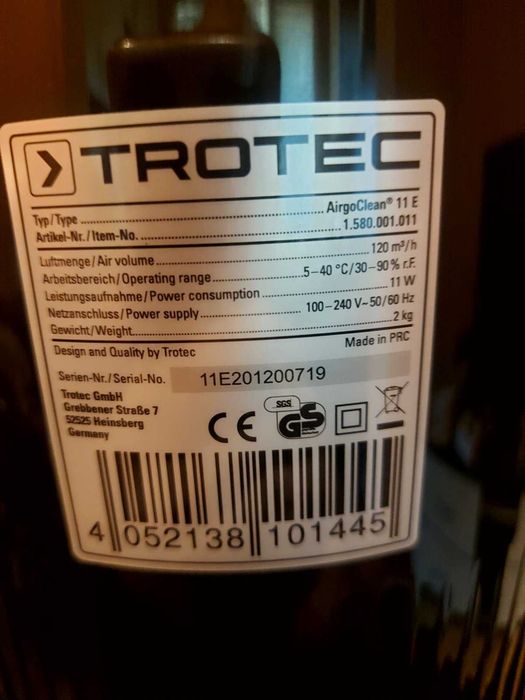 TROTEC
Typ/Type ........ AirgoClean® 11 E
Artikel-Nr./Item-No. ........ 1.580.001.011
Luftmenge/Air volume ........ 120 m³/h
Arbeitsbereich/Operating range ........ 5–40 °C/30–90 % r.F.
Leistungsaufnahme/Power consumption ........ 11 W
Netzanschluss/Power supply ........ 100–240 V~50/60 Hz
Gewicht/Weight ........ 2 kg
Design and Quality by Trotec Made in PRC
Serien-Nr./Serial-No. 11E201200719
Trotec GmbH
Grebbener Straße 7
52525 Heinsberg
Germany
CE SGS GS
4 052138 101445